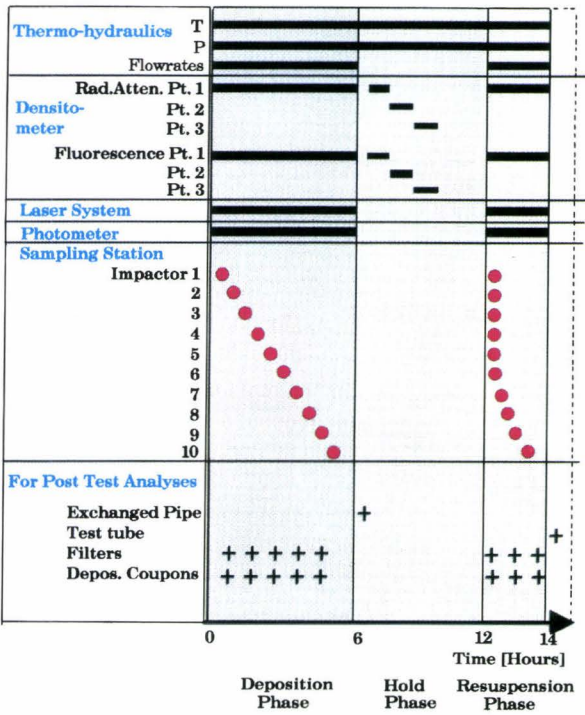 Thermo-hydraulics T
P
Flowrates
Rad.Atten. Pt. 1
Densito-
meter
Pt. 2
Pt. 3
Fluorescence Pt. 1
Pt. 2
Pt. 3
Laser System
Photometer
Sampling Station
Impactor 1
2
3
4
5
6
7
8
9
10
For Post Test Analyses
Exchanged Pipe
Test tube
Filters
Depos. Coupons
0 6 12 14
Time [Hours]
Deposition
Phase
Hold
Phase
Resuspension
Phase